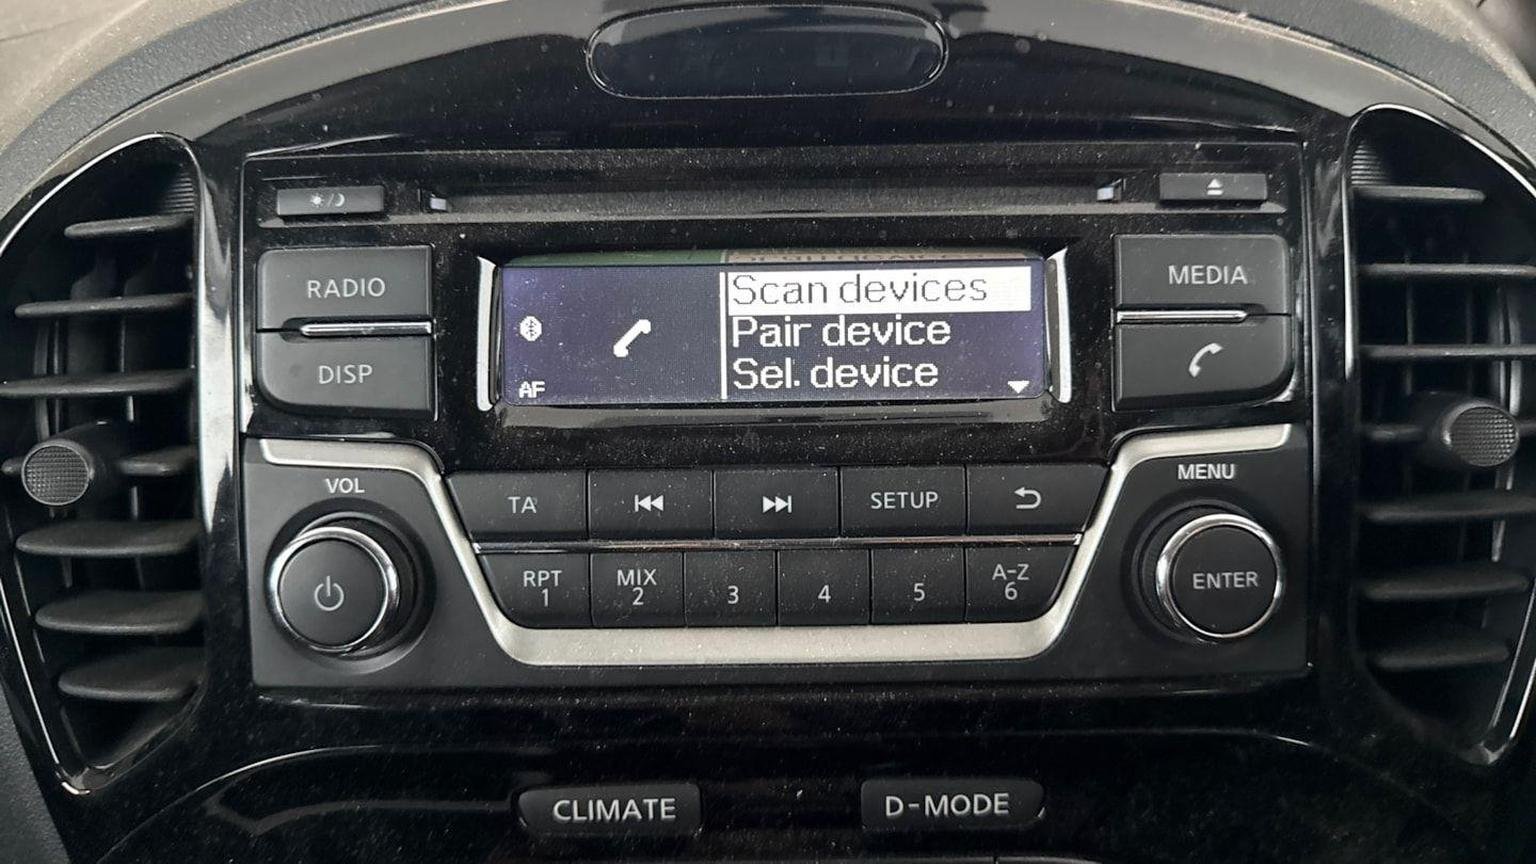 Scan devices
Pair device
Sel. device
AF
RADIO
MEDIA
DISP
VOL
MENU
TA
SETUP
RPT
1
MIX
2
3
4
5
A-Z
6
ENTER
CLIMATE
D-MODE